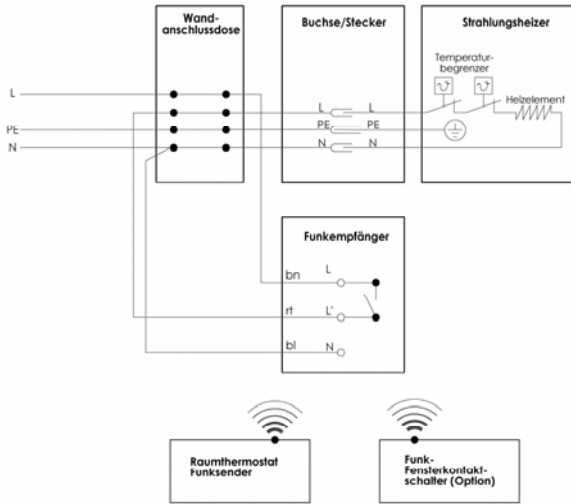 Wand-
anschlussdose
Buchse/Stecker
Strahlungsheizer
Temperatur-
begrenzer
Heizelement
L
L L
PE
PE PE
N
N N
Funkempfänger
bn L
rt L'
bl N
Raumthermostat
Funksender
Funk-
Fensterkontakt-
schalter (Option)